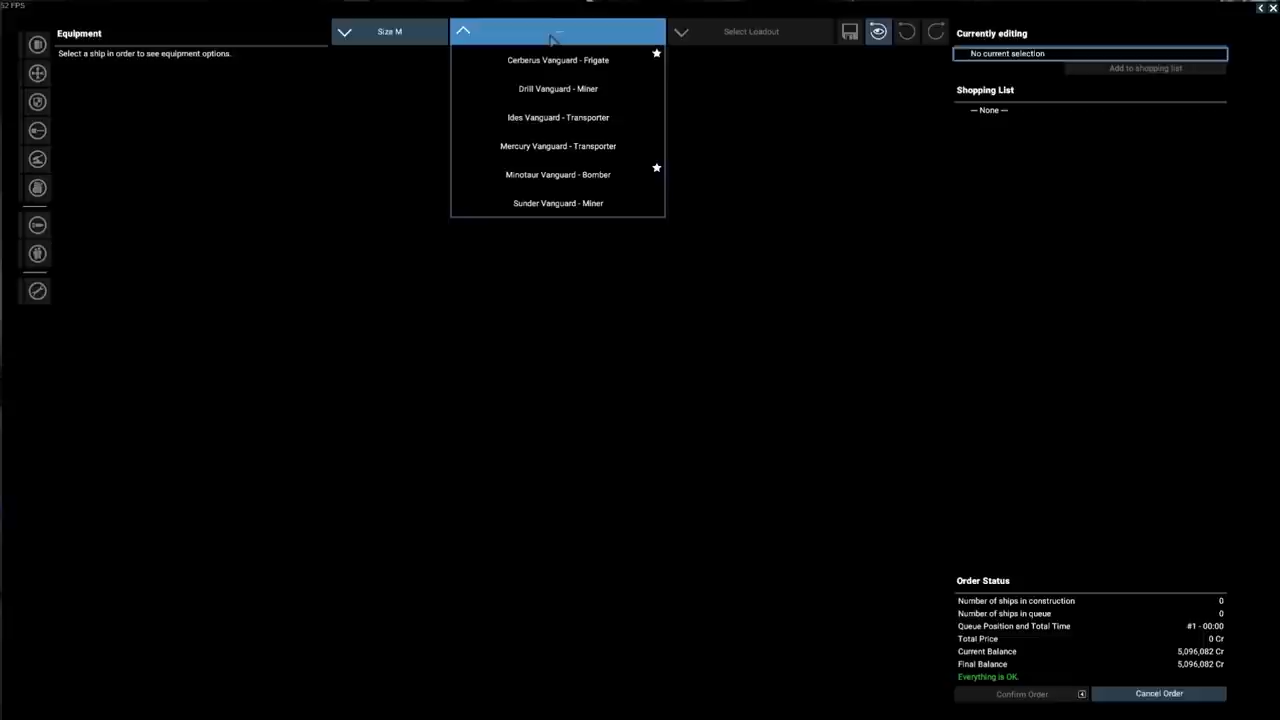 52 FPS
Equipment
Select a ship in order to see equipment options.
Size M
Select Loadout
Cerberus Vanguard - Frigate
Drill Vanguard - Miner
Ides Vanguard - Transporter
Mercury Vanguard - Transporter
Minotaur Vanguard - Bomber
Sunder Vanguard - Miner
Currently editing
No current selection
Add to shopping list
Shopping List
— None —
Order Status
Number of ships in construction 0
Number of ships in queue 0
Queue Position and Total Time #1 - 00:00
Total Price 0 Cr
Current Balance 5,096,082 Cr
Final Balance 5,096,082 Cr
Everything is OK.
Confirm Order
Cancel Order